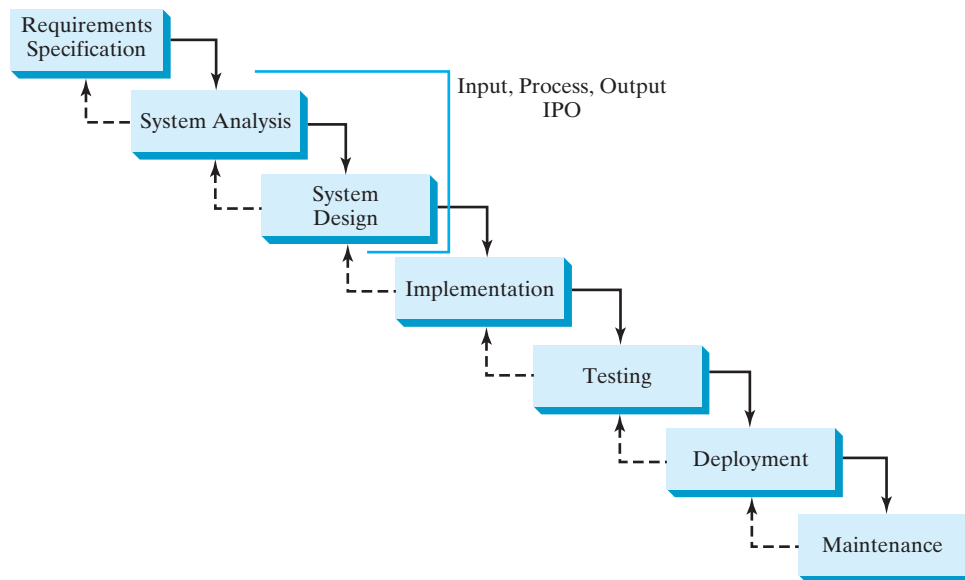 Requirements
Specification
Input, Process, Output
IPO
System Analysis
System
Design
Implementation
Testing
Deployment
Maintenance